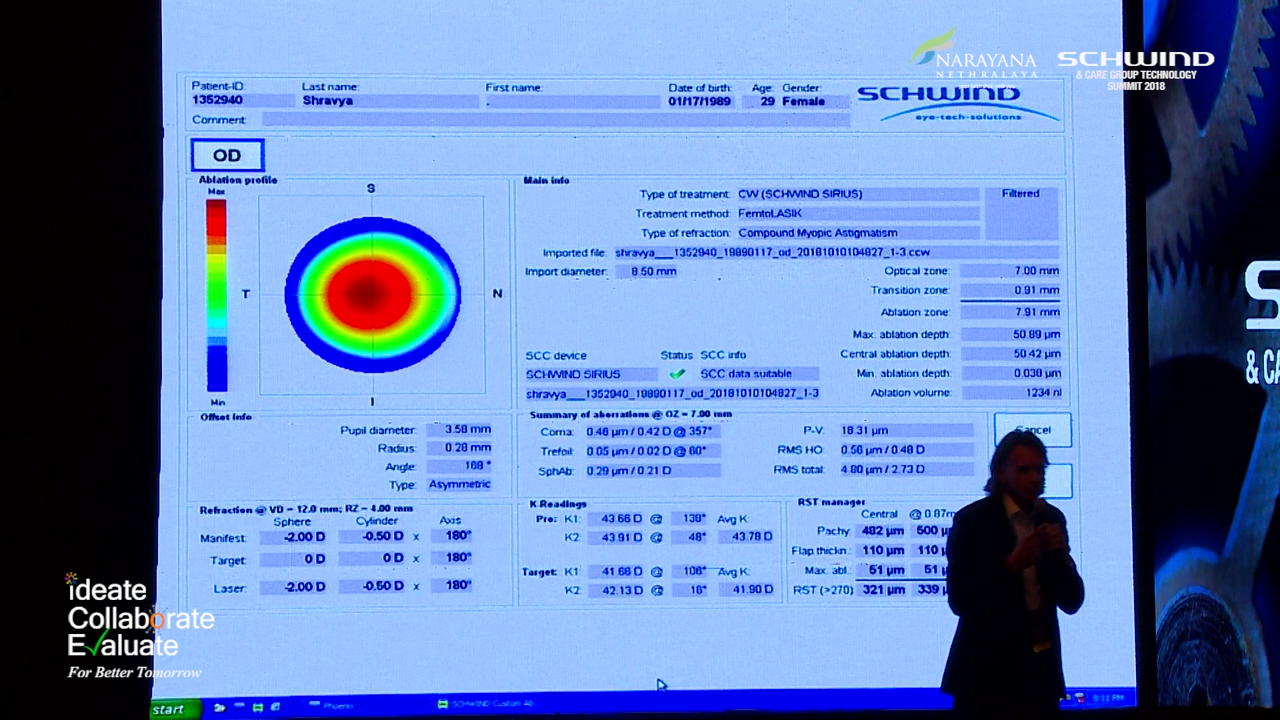 NARAYANA
NETHRALAYA
SCHWIND
& CARE GROUP TECHNOLOGY
SUMMIT 2018
Patient-ID: Last name: First name: Date of birth: Age: Gender:
1352940 Shravya . 01/17/1989 29 Female
Comment:
SCHWIND
eye-tech-solutions
OD
Ablation profile
Max
S
T
N
I
Min
Main info
Type of treatment: CW (SCHWIND SIRIUS)
Filtered
Treatment method: FemtoLASIK
Type of refraction: Compound Myopic Astigmatism
Imported file: shravya___1352940_19890117_od_20181010104827_1-3.ccw
Import diameter: 8.50 mm
Optical zone: 7.00 mm
Transition zone: 0.91 mm
Ablation zone: 7.91 mm
Max. ablation depth: 50.89 µm
Central ablation depth: 50.42 µm
Min. ablation depth: 0.038 µm
Ablation volume: 1234 nl
SCC device Status SCC info
SCHWIND SIRIUS SCC data suitable
shravya___1352940_19890117_od_20181010104827_1-3
Offset info
Pupil diameter: 3.58 mm
Radius: 0.28 mm
Angle: 168 °
Type: Asymmetric
Summary of aberrations @ OZ = 7.00 mm
Coma: 0.46 µm / 0.42 D @ 357°
Trefoil: 0.05 µm / 0.02 D @ 60°
SphAb: 0.29 µm / 0.21 D
P-V: 18.31 µm
RMS HO: 0.56 µm / 0.48 D
RMS total: 4.80 µm / 2.73 D
Cancel
Refraction @ VD = 12.0 mm; RZ = 4.00 mm
Sphere Cylinder Axis
Manifest: -2.00 D -0.50 D x 180°
Target: 0 D 0 D x 180°
Laser: -2.00 D -0.50 D x 180°
K Readings
Pre: K1: 43.66 D @ 138° Avg K:
K2: 43.91 D @ 48° 43.78 D
Target: K1: 41.66 D @ 106° Avg K:
K2: 42.13 D @ 16° 41.90 D
RST manager
Central @ 0.87m
Pachy: 482 µm 500 µm
Flap thickn.: 110 µm 110 µ
Max. abl.: 51 µm 51 µ
RST (>270) 321 µm 339 µ
ideate
Collaborate
Evaluate
For Better Tomorrow
start
Phoenix
SCHWIND Custom Ab
8:11 PM
S
& CA